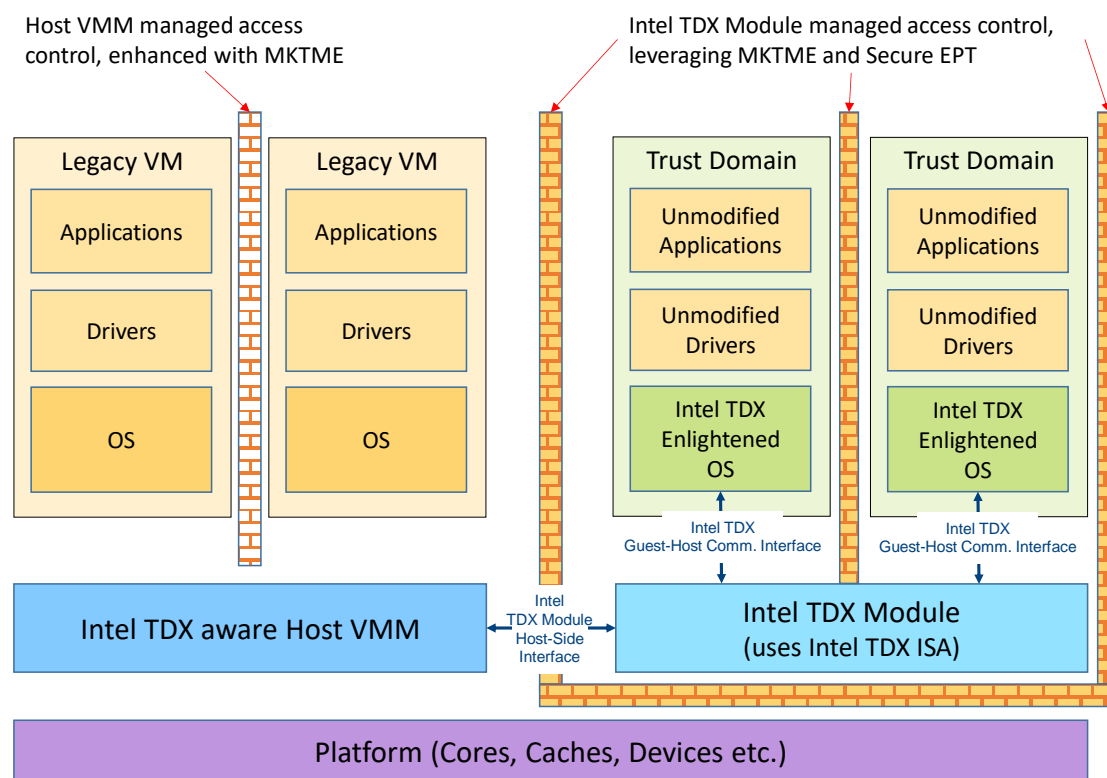 Host VMM managed access
control, enhanced with MKTME
Intel TDX Module managed access control,
leveraging MKTME and Secure EPT
Legacy VM
Applications
Drivers
OS
Legacy VM
Applications
Drivers
OS
Trust Domain
Unmodified
Applications
Unmodified
Drivers
Intel TDX
Enlightened
OS
Trust Domain
Unmodified
Applications
Unmodified
Drivers
Intel TDX
Enlightened
OS
Intel TDX
Guest-Host Comm. Interface
Intel TDX
Guest-Host Comm. Interface
Intel TDX aware Host VMM
Intel
TDX Module
Host-Side
Interface
Intel TDX Module
(uses Intel TDX ISA)
Platform (Cores, Caches, Devices etc.)